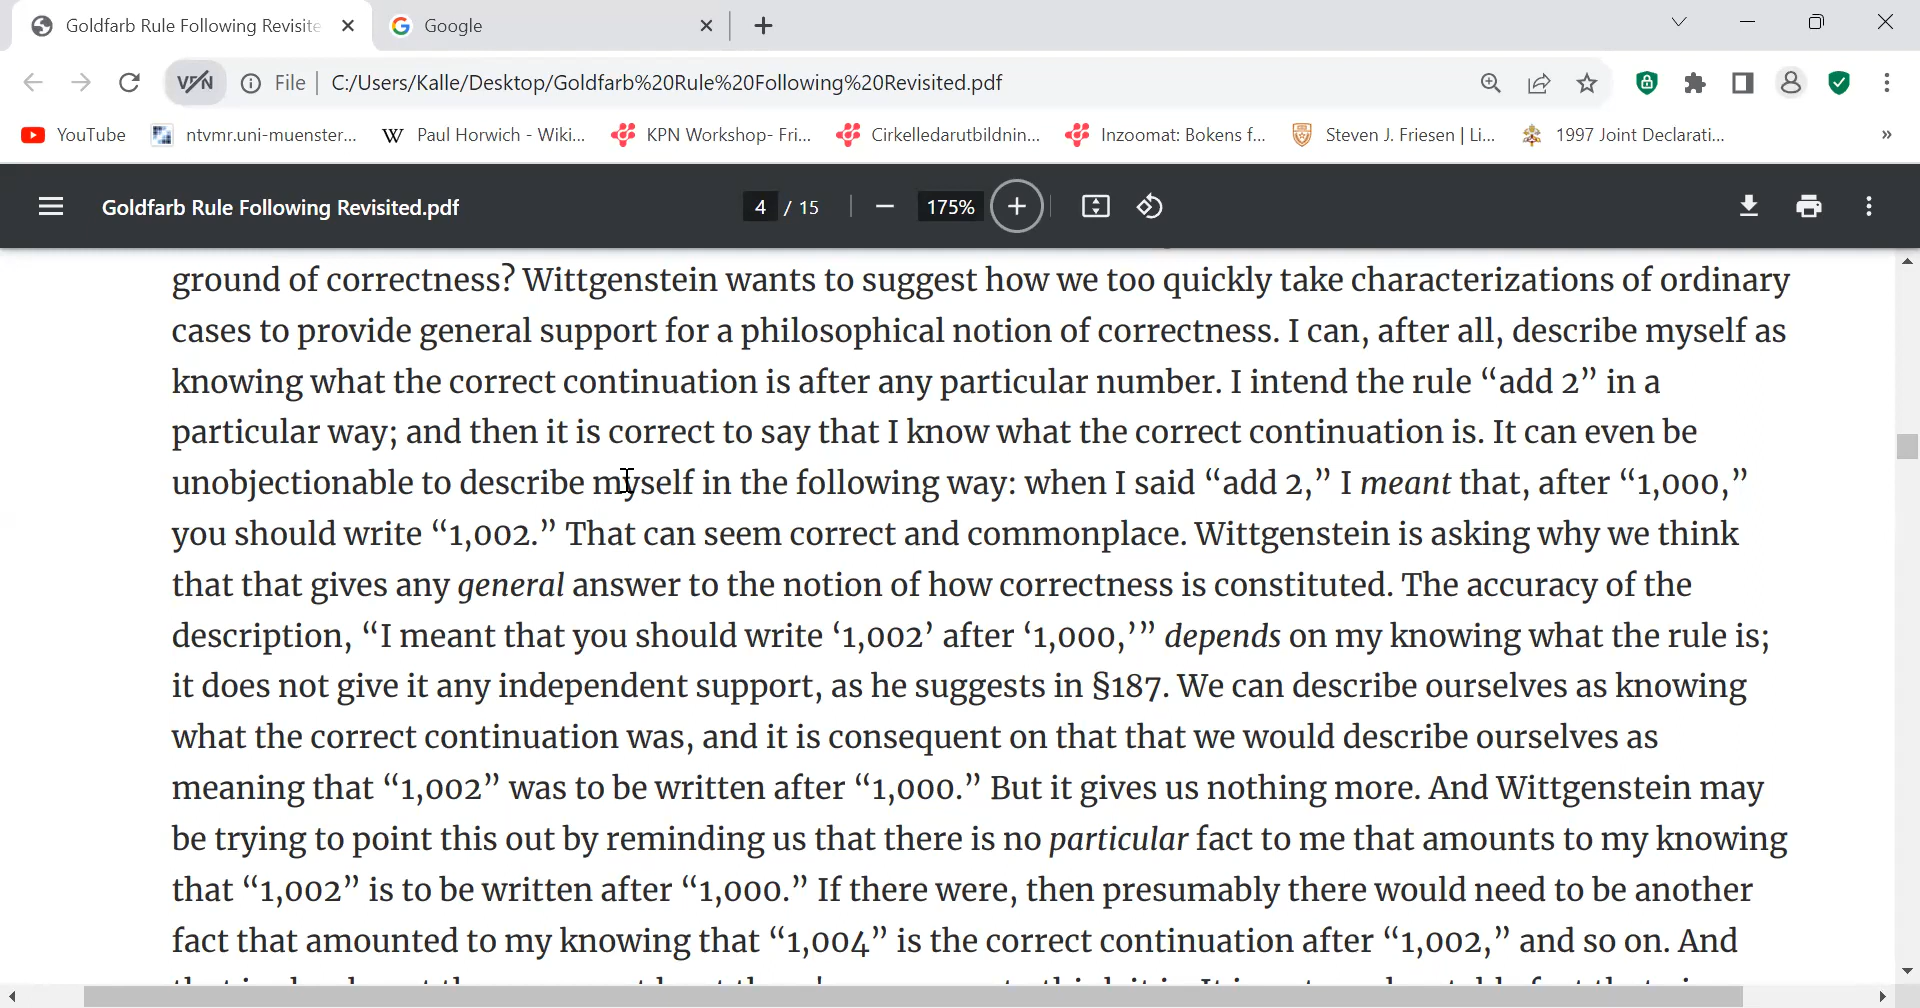 Goldfarb Rule Following Revisite
Google
VPN
File
C:/Users/Kalle/Desktop/Goldfarb%20Rule%20Following%20Revisited.pdf
YouTube
ntvmr.uni-muenster...
W Paul Horwich - Wiki...
KPN Workshop- Fri...
Cirkelledarutbildnin...
Inzoomat: Bokens f...
Steven J. Friesen | Li...
1997 Joint Declarati...
»
Goldfarb Rule Following Revisited.pdf
4 / 15
175%
ground of correctness? Wittgenstein wants to suggest how we too quickly take characterizations of ordinary
cases to provide general support for a philosophical notion of correctness. I can, after all, describe myself as
knowing what the correct continuation is after any particular number. I intend the rule “add 2” in a
particular way; and then it is correct to say that I know what the correct continuation is. It can even be
unobjectionable to describe myself in the following way: when I said “add 2,” I meant that, after “1,000,”
you should write “1,002.” That can seem correct and commonplace. Wittgenstein is asking why we think
that that gives any general answer to the notion of how correctness is constituted. The accuracy of the
description, “I meant that you should write ‘1,002’ after ‘1,000,’” depends on my knowing what the rule is;
it does not give it any independent support, as he suggests in §187. We can describe ourselves as knowing
what the correct continuation was, and it is consequent on that that we would describe ourselves as
meaning that “1,002” was to be written after “1,000.” But it gives us nothing more. And Wittgenstein may
be trying to point this out by reminding us that there is no particular fact to me that amounts to my knowing
that “1,002” is to be written after “1,000.” If there were, then presumably there would need to be another
fact that amounted to my knowing that “1,004” is the correct continuation after “1,002,” and so on. And